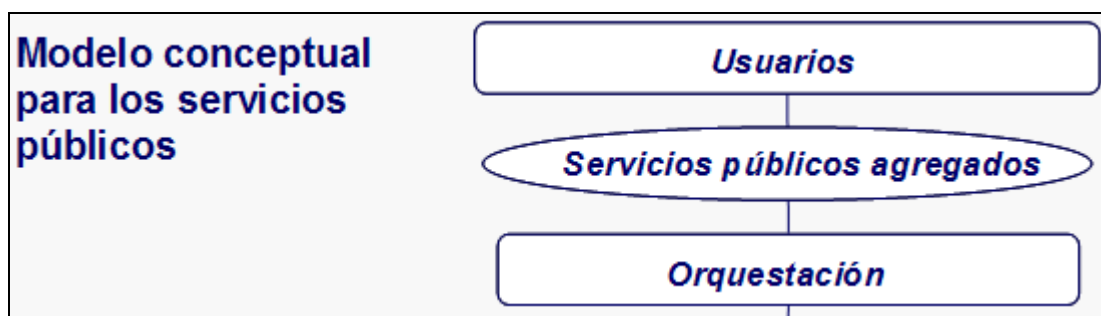 Modelo conceptual
para los servicios
públicos
Usuarios
Servicios públicos agregados
Orquestación